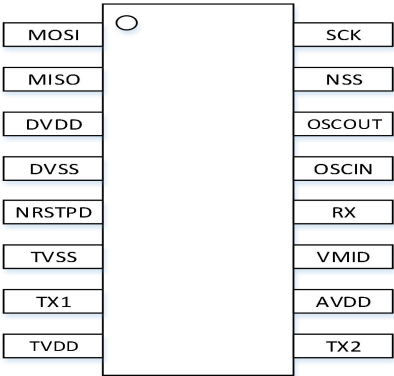 MOSI SCK
MISO NSS
DVDD OSCOUT
DVSS OSCIN
NRSTPD RX
TVSS VMID
TX1 AVDD
TVDD TX2